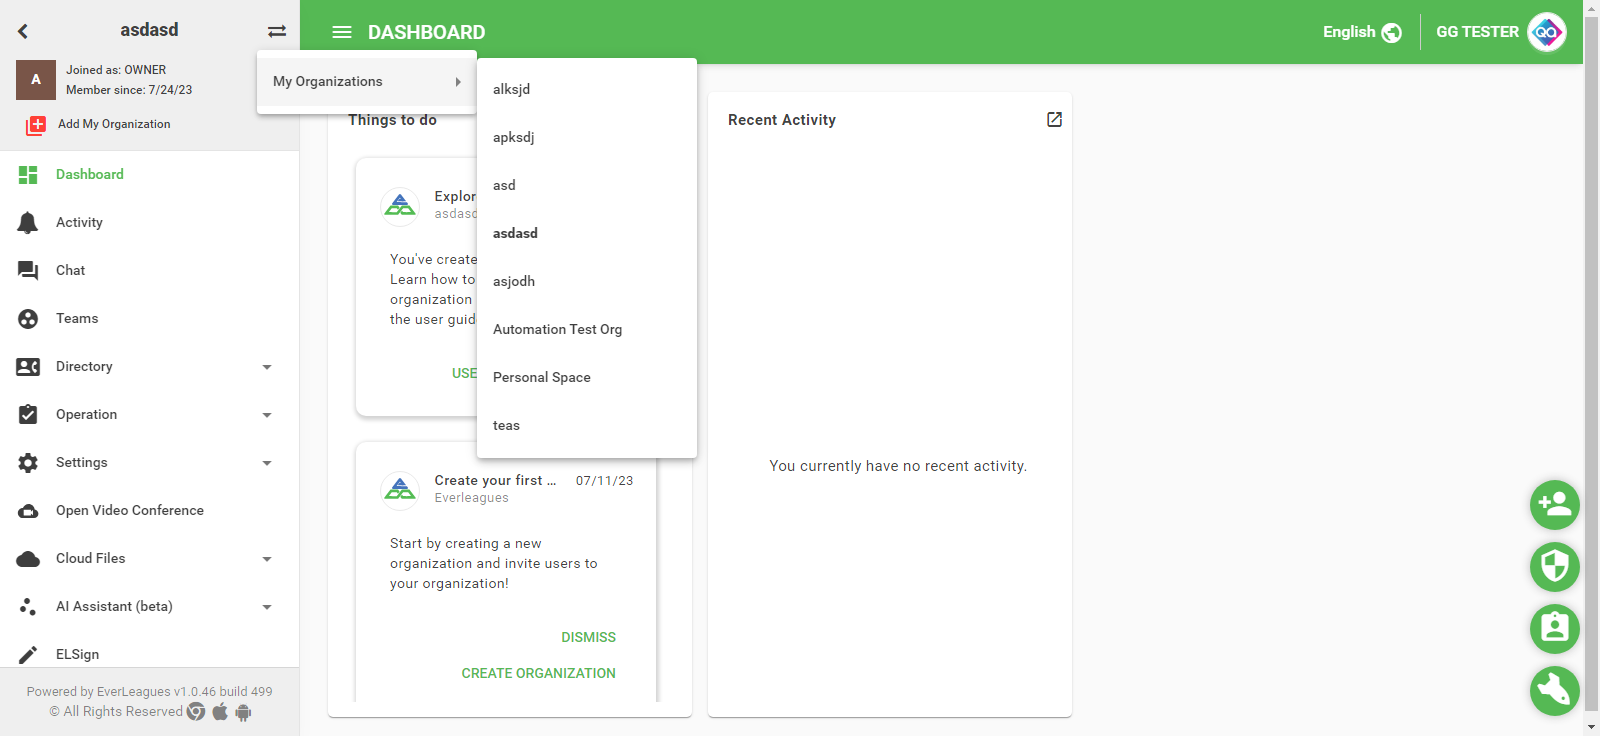 asdasd
A
Joined as: OWNER
Member since: 7/24/23
Add My Organization
Dashboard
Activity
Chat
Teams
Directory
Operation
Settings
Open Video Conference
Cloud Files
AI Assistant (beta)
ELSign
Powered by EverLeagues v1.0.46 build 499
© All Rights Reserved
DASHBOARD
English
GG TESTER
QA
My Organizations
alksjd
apksdj
asd
asdasd
asjodh
Automation Test Org
Personal Space
teas
Things to do
Explor
asdasd
You've create
Learn how to
organization
the user guid
USE
Create your first ...
07/11/23
Everleagues
Start by creating a new
organization and invite users to
your organization!
DISMISS
CREATE ORGANIZATION
Recent Activity
You currently have no recent activity.